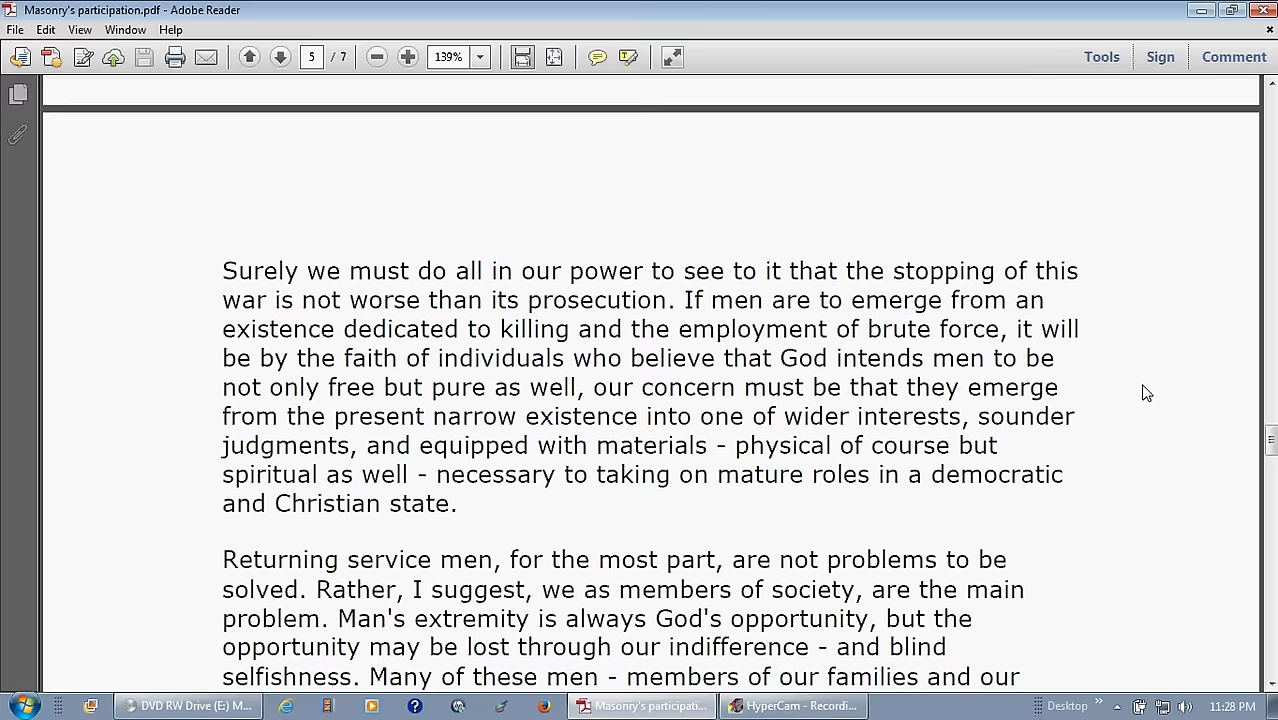 Masonry's participation.pdf - Adobe Reader
File Edit View Window Help
5 / 7 139% Tools Sign Comment
Surely we must do all in our power to see to it that the stopping of this
war is not worse than its prosecution. If men are to emerge from an
existence dedicated to killing and the employment of brute force, it will
be by the faith of individuals who believe that God intends men to be
not only free but pure as well, our concern must be that they emerge
from the present narrow existence into one of wider interests, sounder
judgments, and equipped with materials - physical of course but
spiritual as well - necessary to taking on mature roles in a democratic
and Christian state.
Returning service men, for the most part, are not problems to be
solved. Rather, I suggest, we as members of society, are the main
problem. Man's extremity is always God's opportunity, but the
opportunity may be lost through our indifference - and blind
selfishness. Many of these men - members of our families and our
DVD RW Drive (E:) M... Masonry's participati... HyperCam - Recordi... Desktop » 11:28 PM